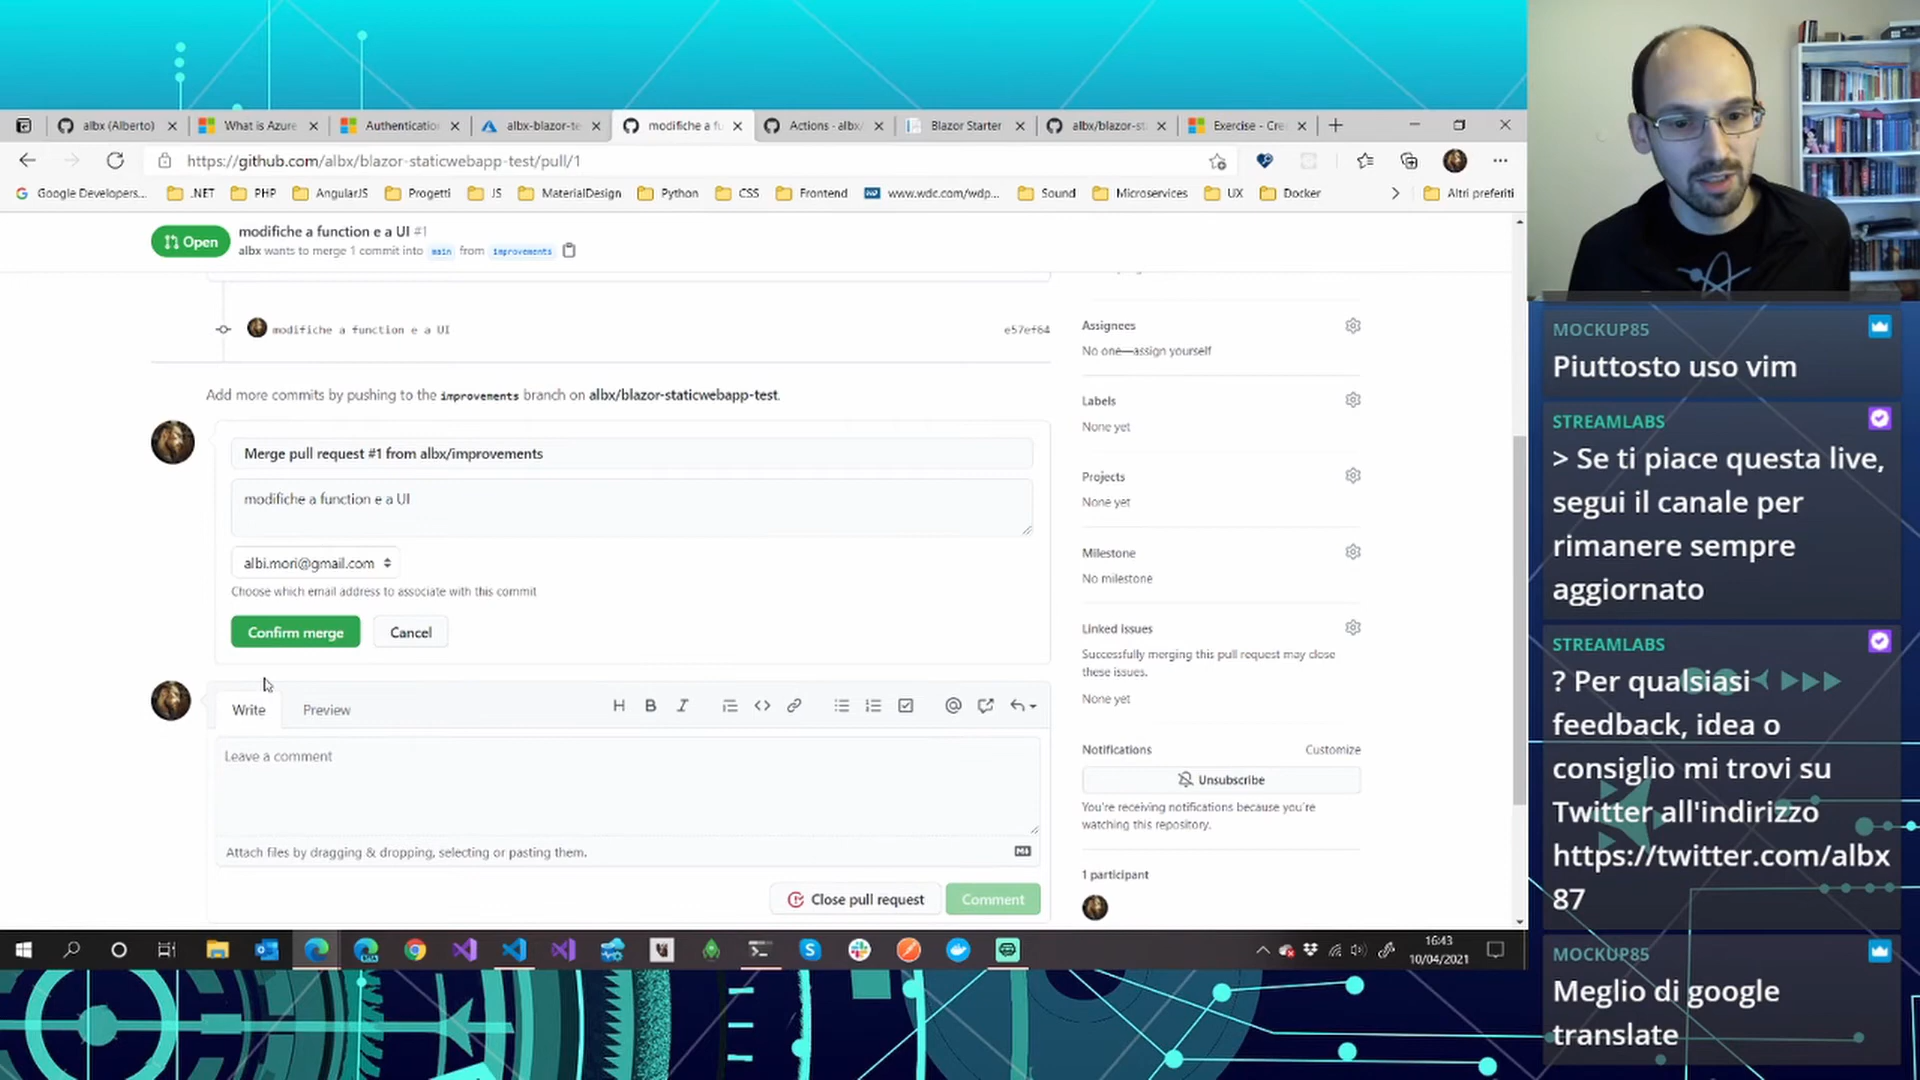 albx (Alberto)
What is Azure
Authentication
albx-blazor-te
modifiche a fu
Actions - albx/
Blazor Starter
albx/blazor-st
Exercise - Cre
https://github.com/albx/blazor-staticwebapp-test/pull/1
Google Developers...
.NET
PHP
AngularJS
Progetti
JS
MaterialDesign
Python
CSS
Frontend
www.wdc.com/wdp...
Sound
Microservices
UX
Docker
Altri preferiti
Open
modifiche a function e a UI #1
albx wants to merge 1 commit into main from improvements
modifiche a function e a UI
e57ef64
Add more commits by pushing to the improvements branch on albx/blazor-staticwebapp-test.
Merge pull request #1 from albx/improvements
modifiche a function e a UI
albi.mori@gmail.com
Choose which email address to associate with this commit
Confirm merge
Cancel
Write
Preview
H B I
Leave a comment
Attach files by dragging & dropping, selecting or pasting them.
Close pull request
Comment
Assignees
No one—assign yourself
Labels
None yet
Projects
None yet
Milestone
No milestone
Linked issues
Successfully merging this pull request may close
these issues.
None yet
Notifications
Customize
Unsubscribe
You're receiving notifications because you're
watching this repository.
1 participant
16:43
10/04/2021
MOCKUP85
Piuttosto uso vim
STREAMLABS
> Se ti piace questa live,
segui il canale per
rimanere sempre
aggiornato
STREAMLABS
? Per qualsiasi
feedback, idea o
consiglio mi trovi su
Twitter all'indirizzo
https://twitter.com/albx
87
MOCKUP85
Meglio di google
translate